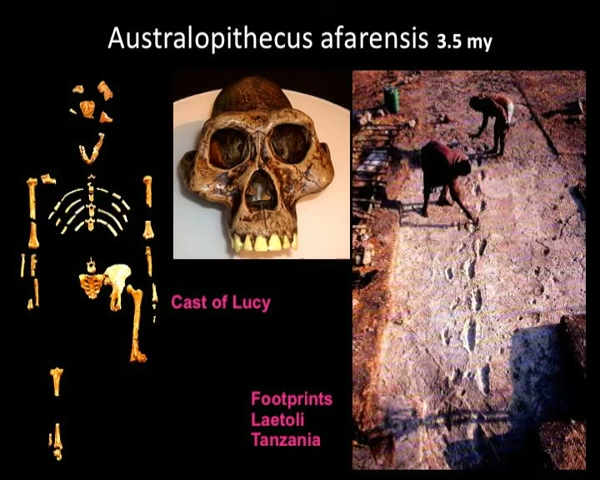 Australopithecus afarensis 3.5 my
Cast of Lucy
Footprints
Laetoli
Tanzania